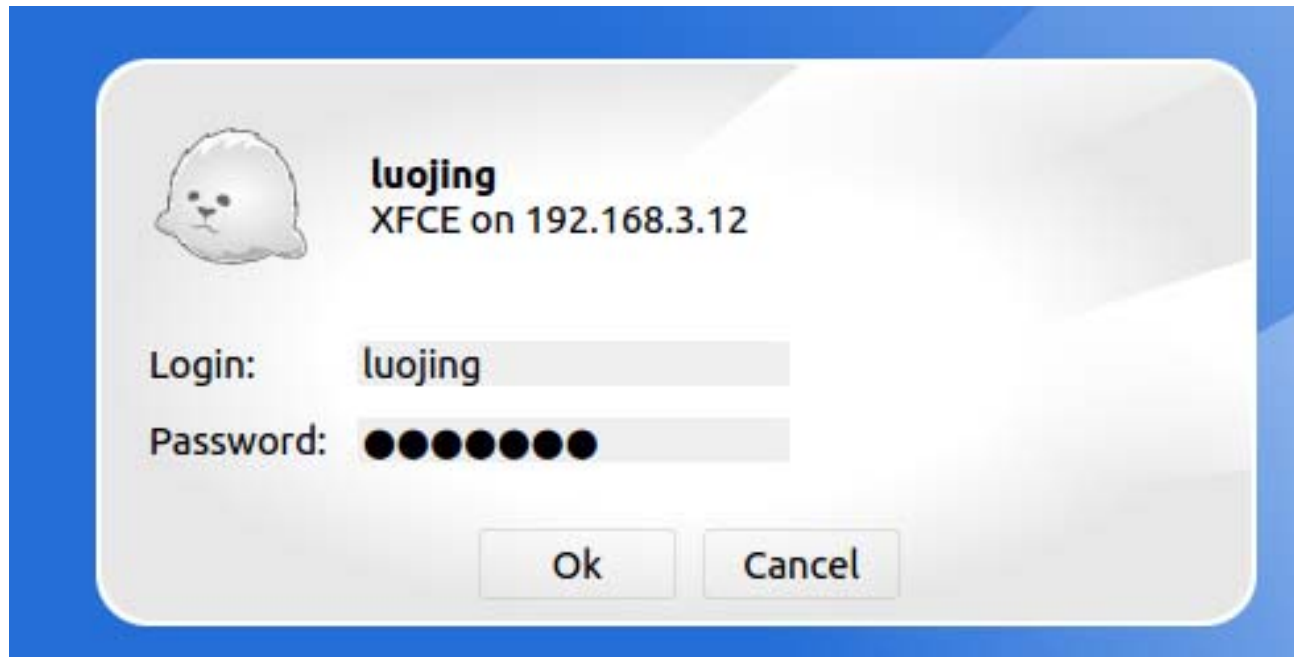 luojing
XFCE on 192.168.3.12
Login: luojing
Password: ●●●●●●●
Ok Cancel